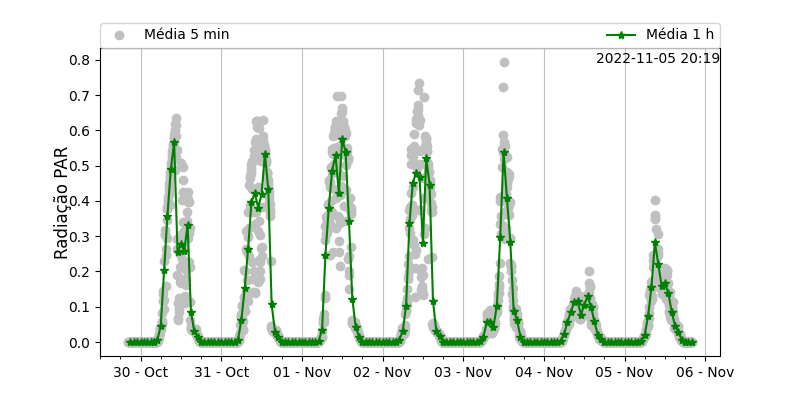 Média 5 min
Média 1 h
2022-11-05 20:19
Radiação PAR
0.8
0.7
0.6
0.5
0.4
0.3
0.2
0.1
0.0
30 - Oct
31 - Oct
01 - Nov
02 - Nov
03 - Nov
04 - Nov
05 - Nov
06 - Nov